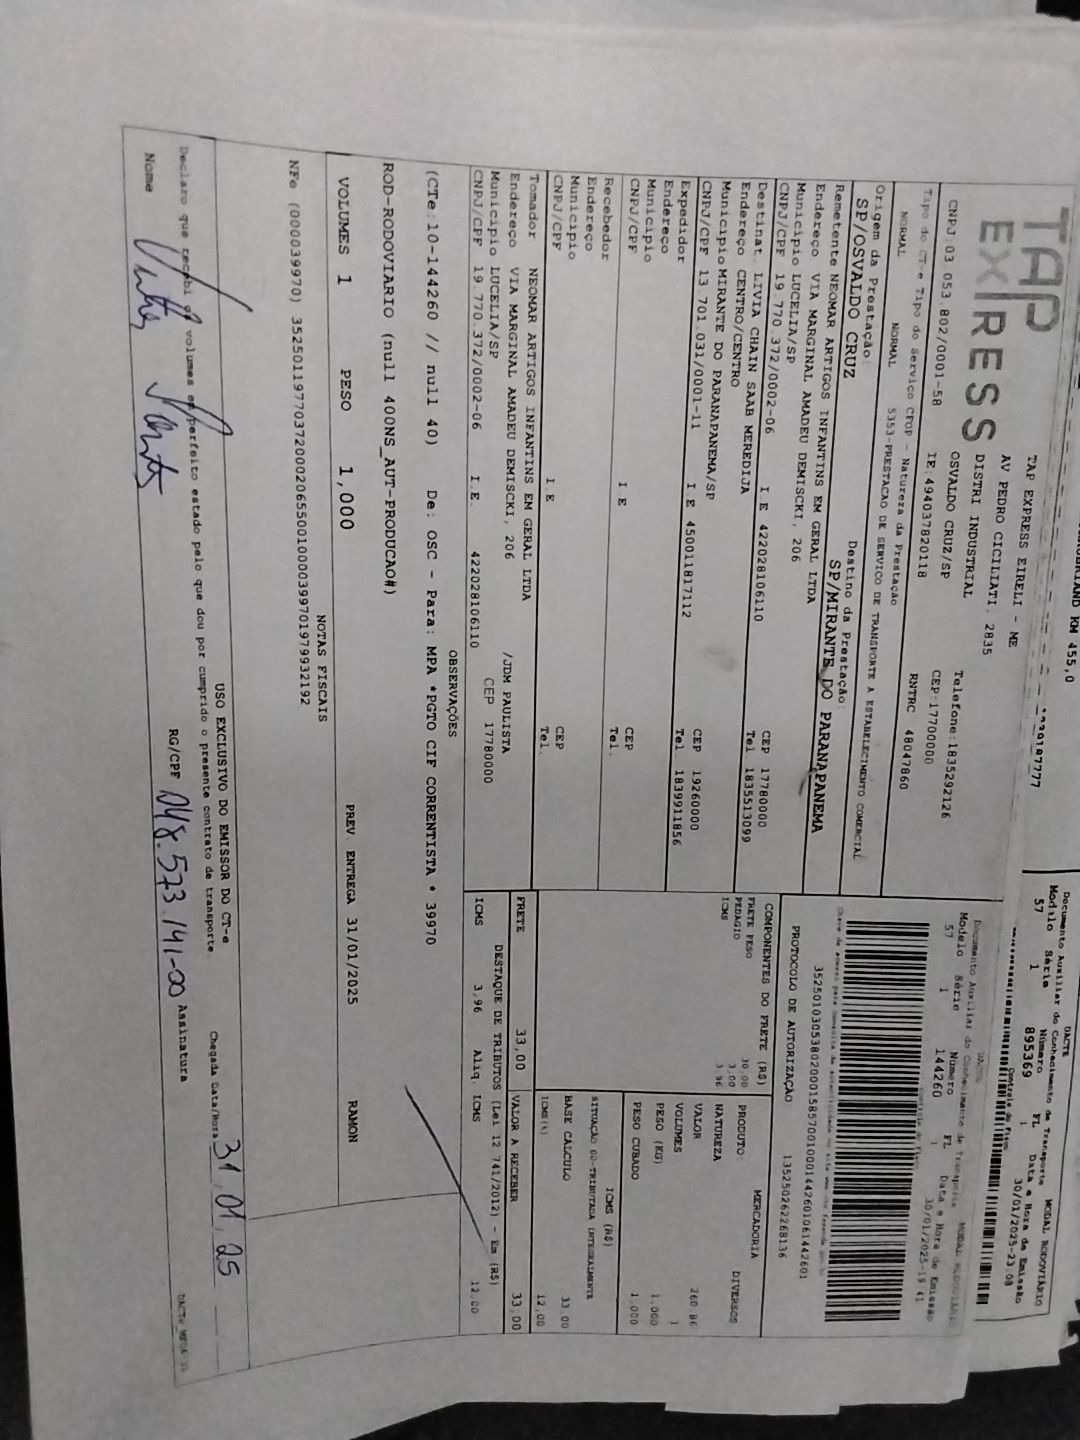 KM 455,0
DACTE
Documento Auxiliar do Conhecimento de Transporte MODAL RODOVIÁRIO
Modelo Série Número FL Data e Hora de Emissão
57 1 895369 1 30/01/2025-23:08
TAP EXPRESS
TAP EXPRESS EIRELI - ME
AV PEDRO CICILIATI, 2835
DISTRI INDUSTRIAL
OSVALDO CRUZ/SP
Telefone:1835292126
CEP:17700000
CNPJ:03.053.802/0001-58 IE:494037820118 RNTRC 48047860
Documento Auxiliar do Conhecimento de Transporte
Modelo Série Número FL Data e Hora de Emissão
57 1 144260 1 30/01/2025-19:41
Tipo do CT-e Tipo do Serviço CFOP - Natureza da Prestação
NORMAL NORMAL 5353-PRESTACAO DE SERVICO DE TRANSPORTE A ESTABELECIMENTO COMERCIAL
Origem da Prestação: Destino da Prestação:
SP/OSVALDO CRUZ SP/MIRANTE DO PARANAPANEMA
PROTOCOLO DE AUTORIZAÇÃO
Remetente NEOMAR ARTIGOS INFANTINS EM GERAL LTDA
Endereço VIA MARGINAL AMADEU DEMISCKI, 206
Município LUCELIA/SP CEP 17780000
CNPJ/CPF 19.770.372/0002-06 I.E 422028106110 Tel 1835513099
Destinat. LIVIA CHAIN SAAB MEREDIJA
Endereço CENTRO/CENTRO
Município MIRANTE DO PARANAPANEMA/SP CEP 19260000
CNPJ/CPF 13.701.031/0001-11 I.E 450011817112 Tel 1839911856
Expedidor
Endereço
Município CEP
CNPJ/CPF I.E Tel.
Recebedor
Endereço
Município CEP
CNPJ/CPF I.E Tel.
Tomador NEOMAR ARTIGOS INFANTINS EM GERAL LTDA
Endereço VIA MARGINAL AMADEU DEMISCKI, 206 /JDM PAULISTA
Município LUCELIA/SP CEP 17780000
CNPJ/CPF 19.770.372/0002-06 I.E. 422028106110
COMPONENTES DO FRETE (R$)
FRETE PESO 30,00
PEDAGIO 3,00
ICMS 3,96
MERCADORIA
PRODUTO: DIVERSOS
NATUREZA
VALOR
VOLUMES 1
PESO (KG) 1,000
PESO CUBADO 1,000
ICMS (R$)
SITUAÇÃO 00-TRIBUTADA INTEGRALMENTE
BASE CALCULO 33,00
ICMS(%) 12,00
FRETE 33,00 VALOR A RECEBER 33,00
DESTAQUE DE TRIBUTOS (Lei 12.741/2012) - Em (R$)
ICMS 3,96 Aliq. ICMS 12,00
OBSERVAÇÕES
(CTe:10-144260 // null 40) De: OSC - Para: MPA *PGTO CIF CORRENTISTA * 39970
ROD-RODOVIARIO (null 400NS_AUT-PRODUCAO#)
VOLUMES 1 PESO 1,000 PREV ENTREGA 31/01/2025 RAMON
NOTAS FISCAIS
NFe (000039970)
USO EXCLUSIVO DO EMISSOR DO CT-e
Declaro que recebi os volumes em perfeito estado pelo que dou por cumprido o presente contrato de transporte. Chegada Data/Hora 31/01/25
Nome RG/CPF 048.573.141-00 Assinatura